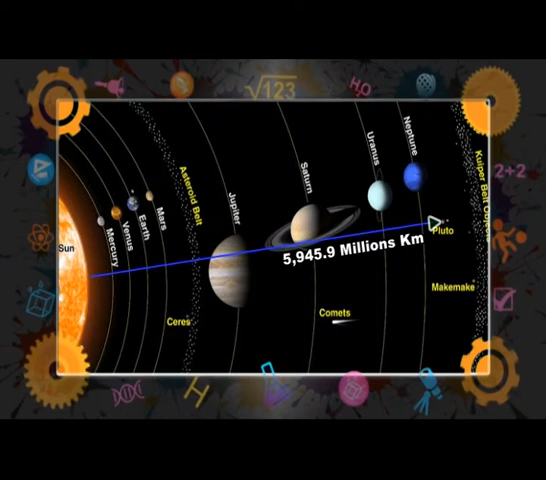 √123
H₂O
2+2
Sun
Mercury
Venus
Earth
Mars
Asteroid Belt
Jupiter
Saturn
Uranus
Neptune
Kuiper Belt
5,945.9 Millions Km
Pluto
Makemake
Ceres
Comets
H